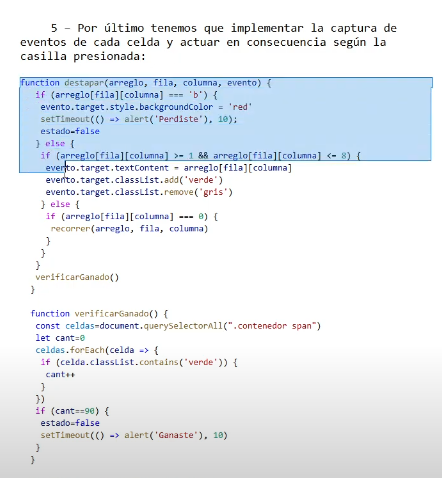 5 – Por último tenemos que implementar la captura de
eventos de cada celda y actuar en consecuencia según la
casilla presionada:
function destapar(arreglo, fila, columna, evento) {
if (arreglo[fila][columna] === 'b') {
evento.target.style.backgroundColor = 'red'
setTimeout(() => alert('Perdiste'), 10);
estado=false
} else {
if (arreglo[fila][columna] >= 1 && arreglo[fila][columna] <= 8) {
evento.target.textContent = arreglo[fila][columna]
evento.target.classList.add('verde')
evento.target.classList.remove('gris')
} else {
if (arreglo[fila][columna] === 0) {
recorrer(arreglo, fila, columna)
}
}
}
verificarGanado()
}
function verificarGanado() {
const celdas=document.querySelectorAll(".contenedor span")
let cant=0
celdas.forEach(celda => {
if (celda.classList.contains('verde')) {
cant++
}
})
if (cant==90) {
estado=false
setTimeout(() => alert('Ganaste'), 10)
}
}